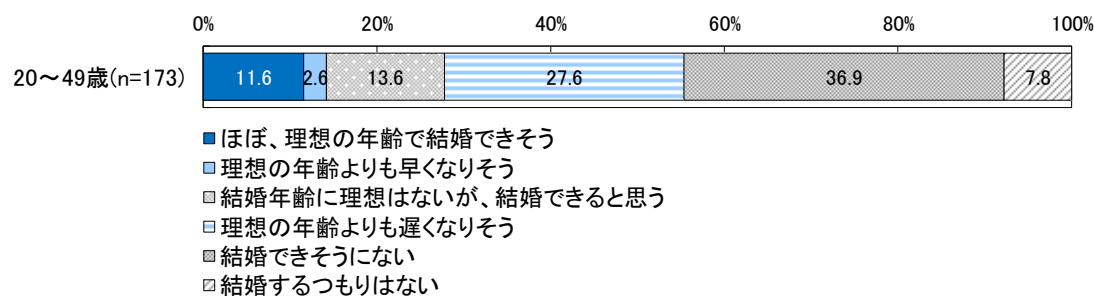 0% 20% 40% 60% 80% 100%
20～49歳(n=173) 11.6 2.6 13.6 27.6 36.9 7.8
ほぼ、理想の年齢で結婚できそう
理想の年齢よりも早くなりそう
結婚年齢に理想はないが、結婚できると思う
理想の年齢よりも遅くなりそう
結婚できそうにない
結婚するつもりはない